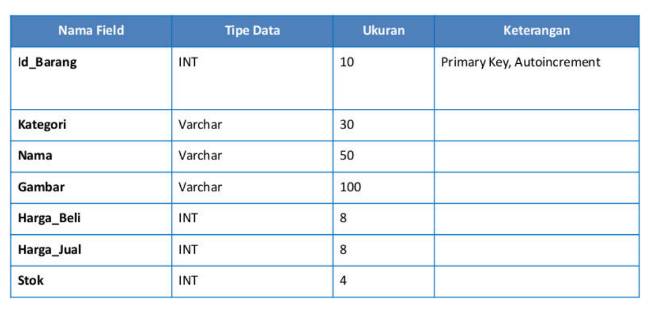 Nama Field Tipe Data Ukuran Keterangan
Id_Barang INT 10 Primary Key, Autoincrement
Kategori Varchar 30
Nama Varchar 50
Gambar Varchar 100
Harga_Beli INT 8
Harga_Jual INT 8
Stok INT 4